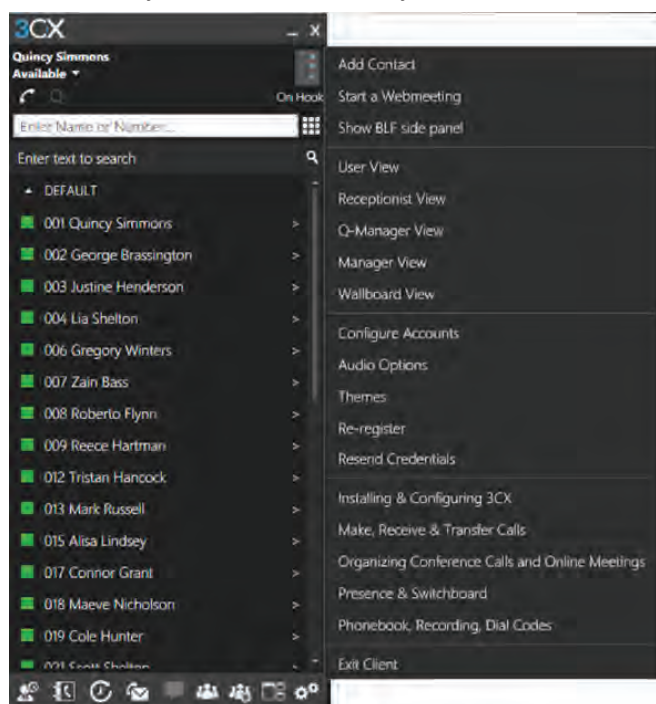 3CX
Quincy Simmons
Available
On Hook
Enter Name or Number...
Enter text to search
DEFAULT
001 Quincy Simmons
002 George Brassington
003 Justine Henderson
004 Lia Shelton
006 Gregory Winters
007 Zain Bass
008 Roberto Flynn
009 Reece Hartman
012 Tristan Hancock
013 Mark Russell
015 Alisa Lindsey
017 Connor Grant
018 Maeve Nicholson
019 Cole Hunter
021 Scott Shelton
Add Contact
Start a Webmeeting
Show BLF side panel
User View
Receptionist View
Q-Manager View
Manager View
Wallboard View
Configure Accounts
Audio Options
Themes
Re-register
Resend Credentials
Installing & Configuring 3CX
Make, Receive & Transfer Calls
Organizing Conference Calls and Online Meetings
Presence & Switchboard
Phonebook, Recording, Dial Codes
Exit Client